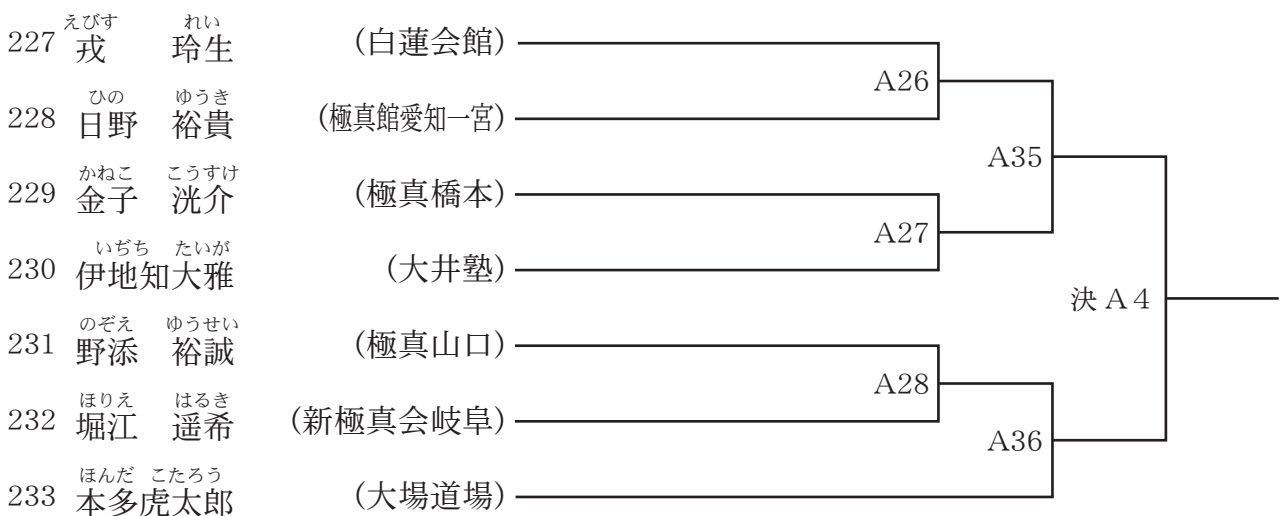 えびす れい
227 戎 玲生 (白蓮会館)
A26
ひの ゆうき
228 日野 裕貴 (極真館愛知一宮)
A35
かねこ こうすけ
229 金子 洸介 (極真橋本)
A27
いぢち たいが
230 伊地知大雅 (大井塾)
決A4
のぞえ ゆうせい
231 野添 裕誠 (極真山口)
A28
ほりえ はるき
232 堀江 遥希 (新極真会岐阜)
A36
ほんだ こたろう
233 本多虎太郎 (大場道場)